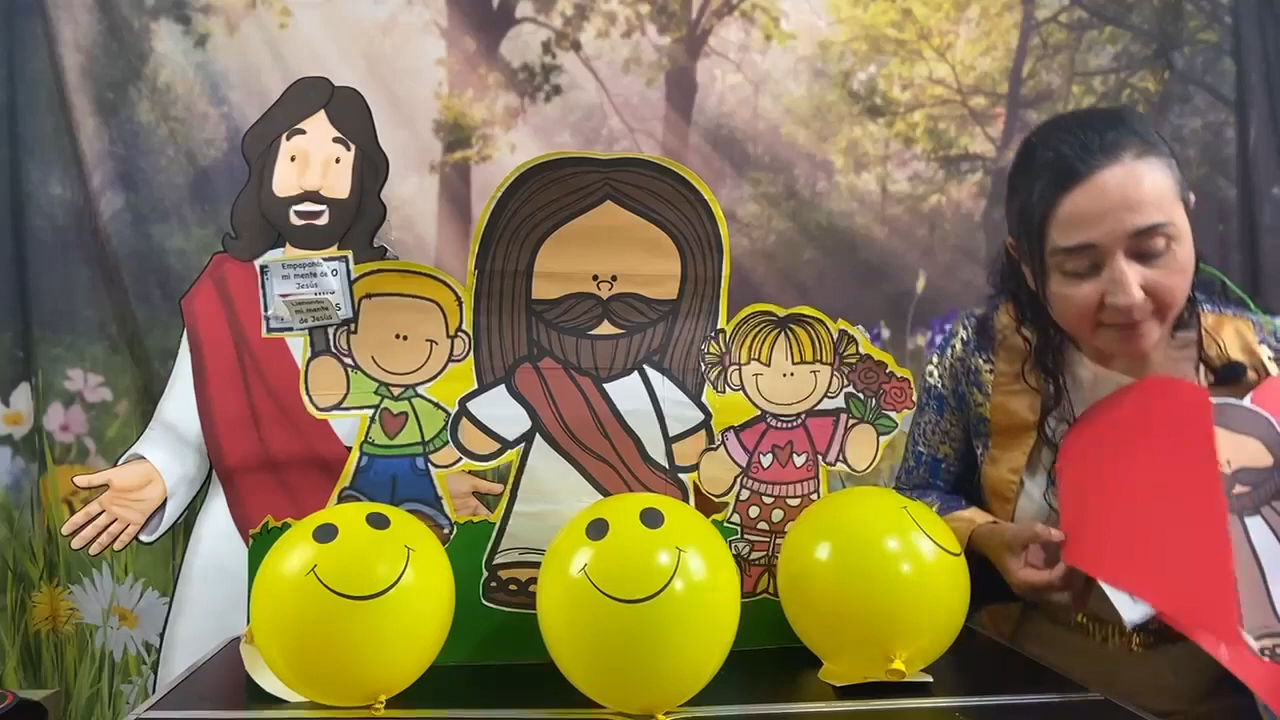 Empapando
mi mente de
Jesús
Llenando
mi mente
de Jesús